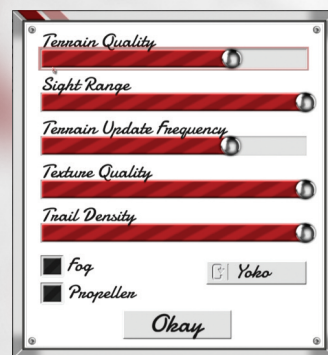 Terrain Quality
Sight Range
Terrain Update Frequency
Texture Quality
Trail Density
Fog
Yoko
Propeller
Okay